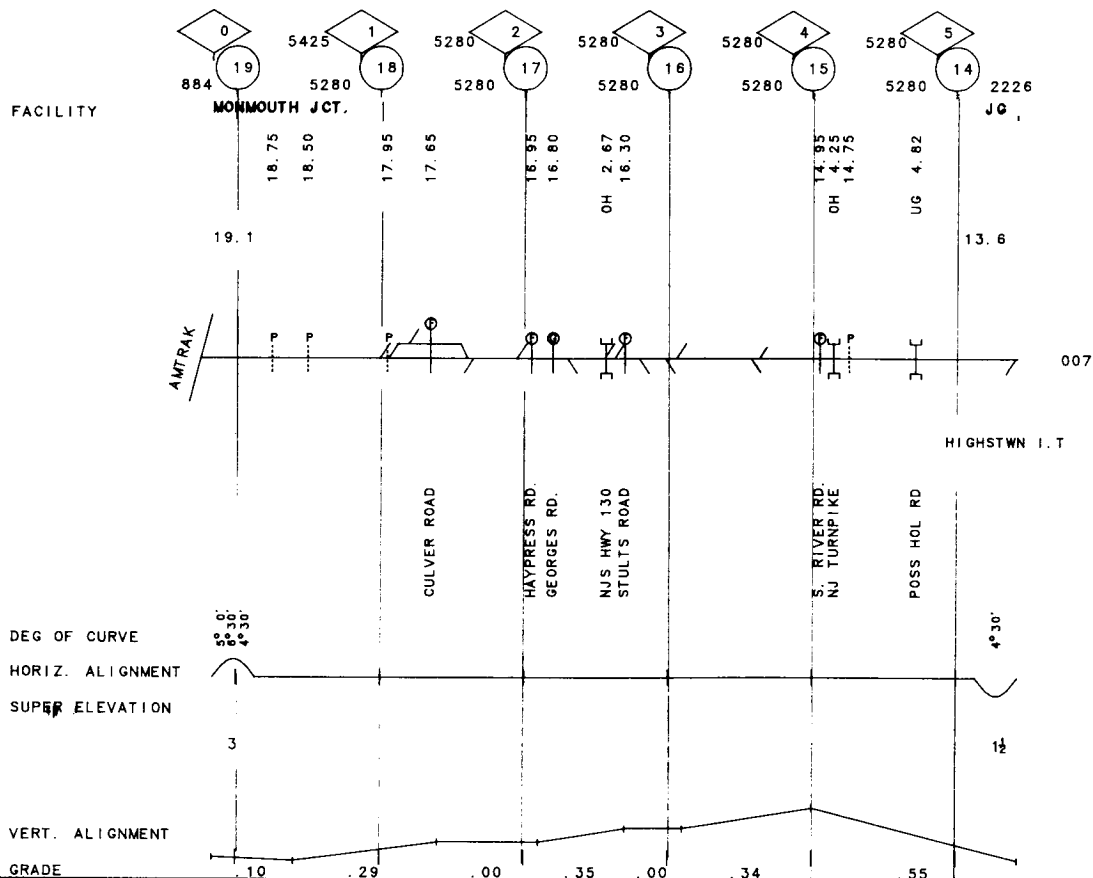 0 1 2 3 4 5
5425 5280 5280 5280 5280
19 18 17 16 15 14
884 5280 5280 5280 5280 2226
FACILITY MONMOUTH JCT. JG
18.75 18.50 17.95 17.65 16.95 16.80 OH 2.67 16.30 14.95 OH 4.25 14.75 UG 4.82
19.1 13.6
P P P F F G F F P
AMTRAK
007
HIGHSTWN I.T
CULVER ROAD
HAYPRESS RD.
GEORGES RD.
NJS HWY 130
STULTS ROAD
S. RIVER RD.
NJ TURNPIKE
POSS HOL RD
DEG OF CURVE 5° 0' 6°30' 4°30' 4°30'
HORIZ. ALIGNMENT
SUPER ELEVATION
3 1½
VERT. ALIGNMENT
GRADE .10 .29 .00 .35 .00 .34 .55